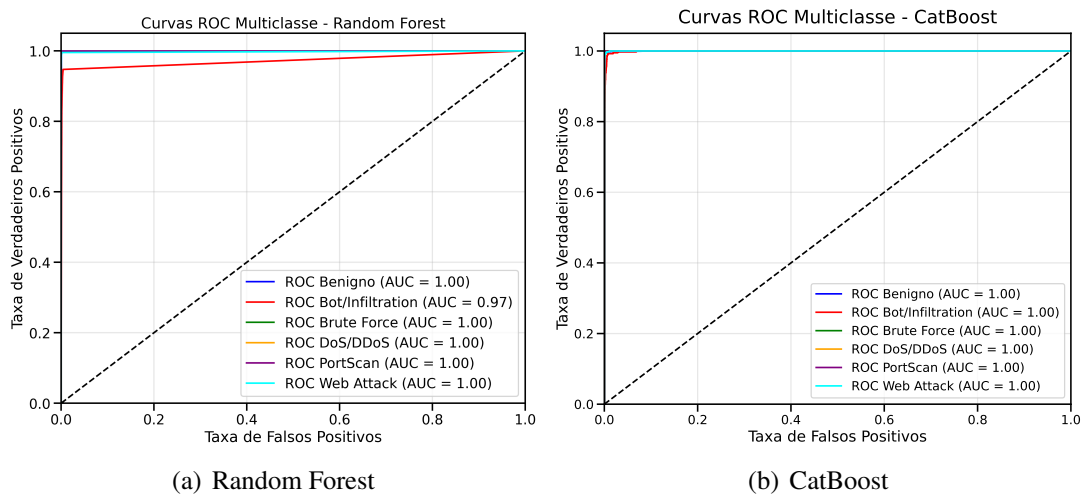 Curvas ROC Multiclasse - Random Forest
1.0
0.8
0.6
0.4
0.2
0.0
Taxa de Verdadeiros Positivos
ROC Benigno (AUC = 1.00)
ROC Bot/Infiltration (AUC = 0.97)
ROC Brute Force (AUC = 1.00)
ROC DoS/DDoS (AUC = 1.00)
ROC PortScan (AUC = 1.00)
ROC Web Attack (AUC = 1.00)
0.0 0.2 0.4 0.6 0.8 1.0
Taxa de Falsos Positivos
(a) Random Forest
Curvas ROC Multiclasse - CatBoost
1.0
0.8
0.6
0.4
0.2
0.0
Taxa de Verdadeiros Positivos
ROC Benigno (AUC = 1.00)
ROC Bot/Infiltration (AUC = 1.00)
ROC Brute Force (AUC = 1.00)
ROC DoS/DDoS (AUC = 1.00)
ROC PortScan (AUC = 1.00)
ROC Web Attack (AUC = 1.00)
0.0 0.2 0.4 0.6 0.8 1.0
Taxa de Falsos Positivos
(b) CatBoost